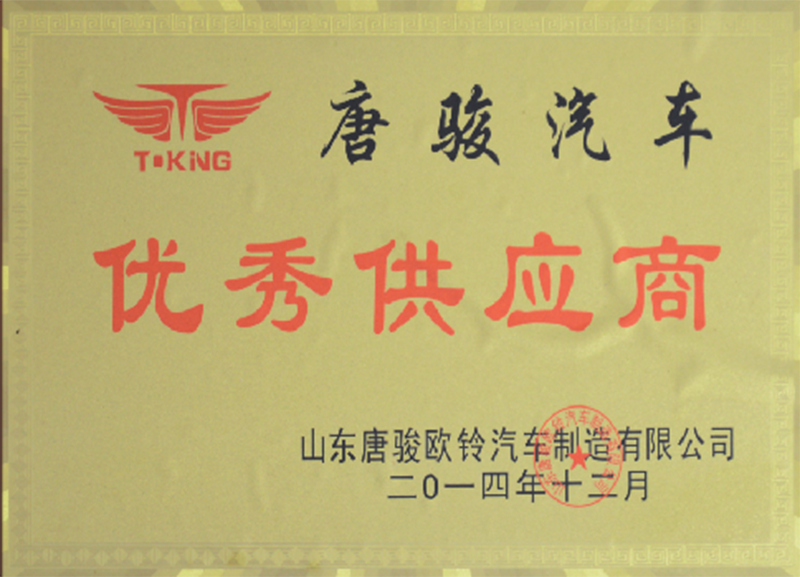 唐骏汽车
T·KING
优秀供应商
山东唐骏欧铃汽车制造有限公司
二0一四年十二月